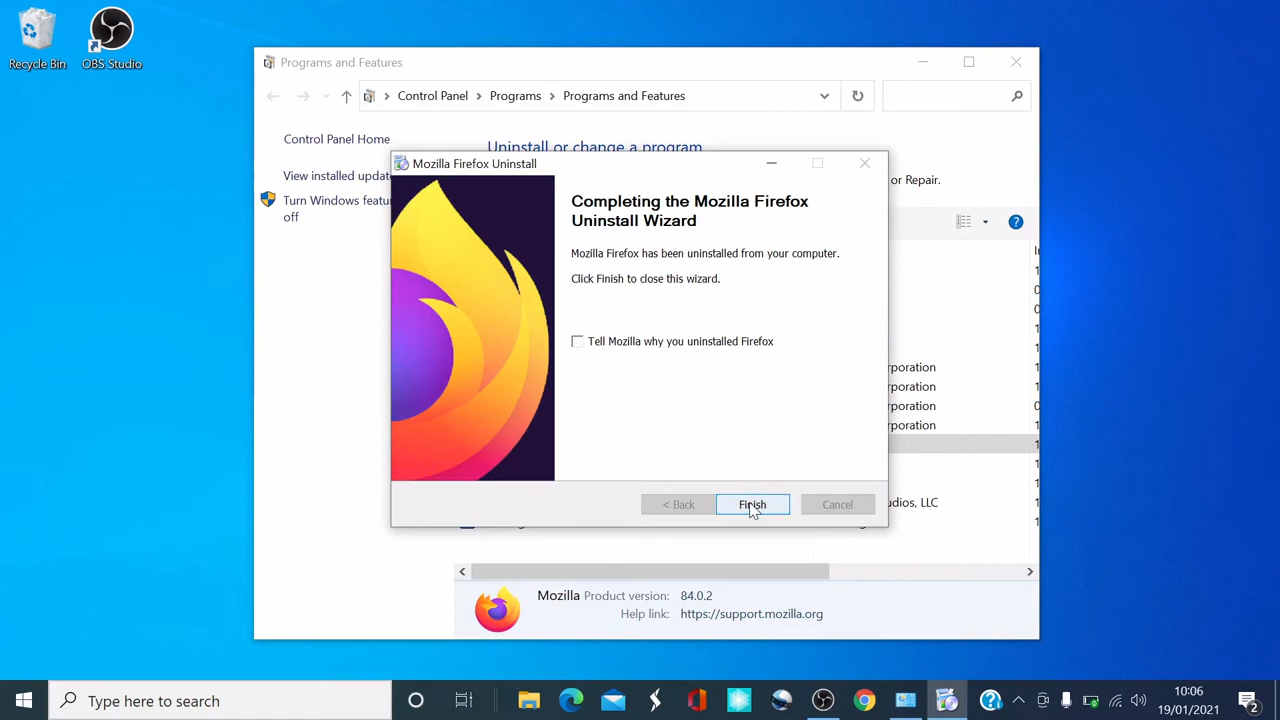 Recycle Bin
OBS Studio
Programs and Features
Control Panel
Programs
Programs and Features
Control Panel Home
View installed upda
Turn Windows featu
off
Uninstall or change a program
or Repair.
Mozilla Firefox Uninstall
Completing the Mozilla Firefox
Uninstall Wizard
Mozilla Firefox has been uninstalled from your computer.
Click Finish to close this wizard.
Tell Mozilla why you uninstalled Firefox
rporation
rporation
rporation
rporation
udios, LLC
< Back
Finish
Cancel
Mozilla Product version: 84.0.2
Help link: https://support.mozilla.org
Type here to search
10:06
19/01/2021
2